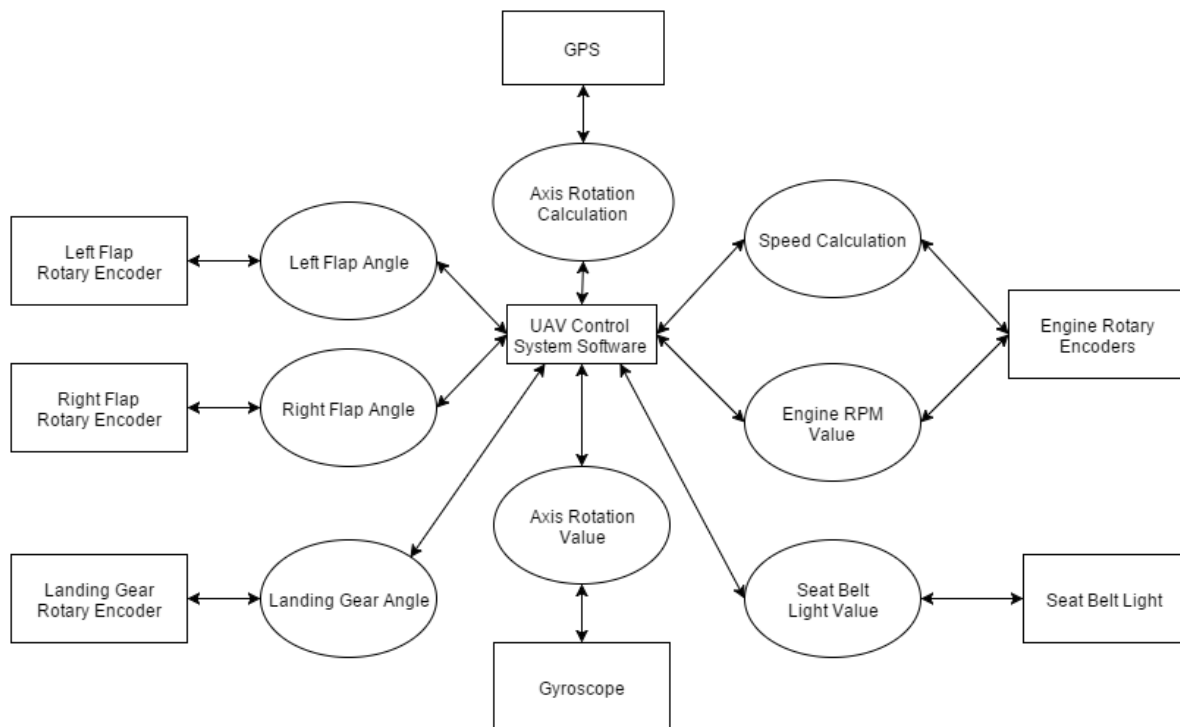 GPS
Axis Rotation
Calculation
Left Flap
Rotary Encoder
Left Flap Angle
Speed Calculation
UAV Control
System Software
Engine Rotary
Encoders
Right Flap
Rotary Encoder
Right Flap Angle
Engine RPM
Value
Axis Rotation
Value
Landing Gear
Rotary Encoder
Landing Gear Angle
Seat Belt
Light Value
Seat Belt Light
Gyroscope